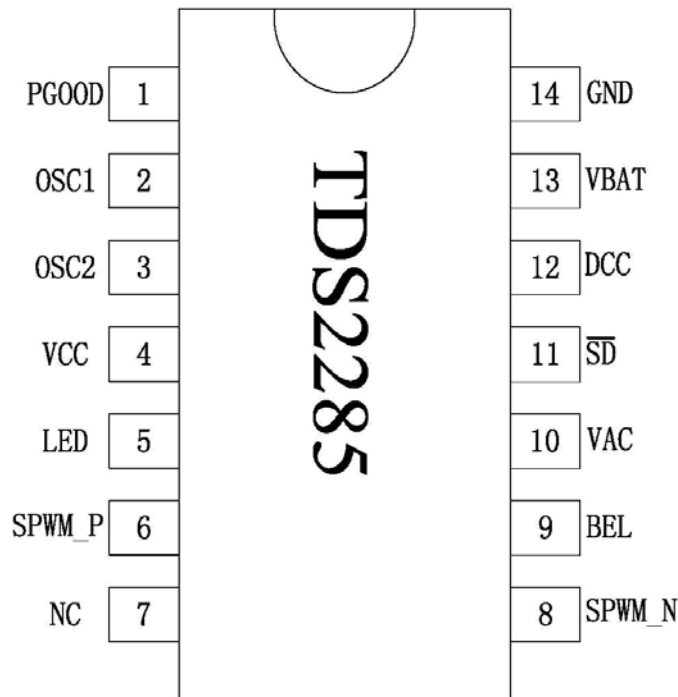 PGOOD 1 14 GND
OSC1 2 13 VBAT
OSC2 3 12 DCC
VCC 4 11 S̅D̅
LED 5 10 VAC
SPWM_P 6 9 BEL
NC 7 8 SPWM_N
TDS2285